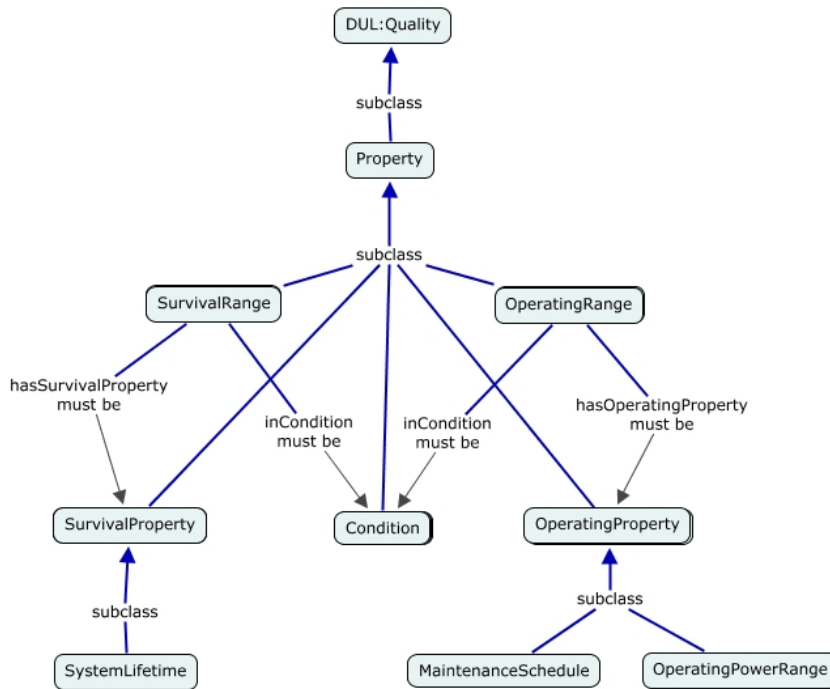 DUL:Quality
subclass
Property
subclass
SurvivalRange
OperatingRange
hasSurvivalProperty
must be
inCondition
must be
inCondition
must be
hasOperatingProperty
must be
SurvivalProperty
Condition
OperatingProperty
subclass
subclass
SystemLifetime
MaintenanceSchedule
OperatingPowerRange